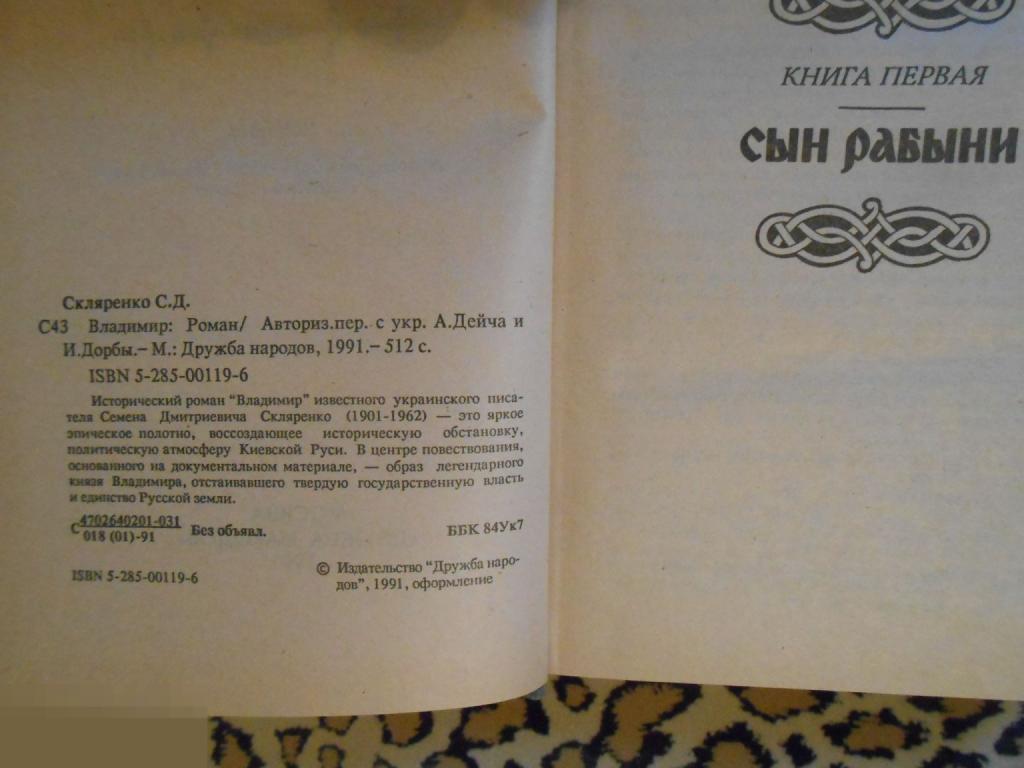 Скляренко С.Д.
С43 Владимир: Роман/ Авториз.пер. с укр. А.Дейча и
И.Дорбы.– М.: Дружба народов, 1991.– 512 с.
ISBN 5-285-00119-6
Исторический роман "Владимир" известного украинского писа-
теля Семена Дмитриевича Скляренко (1901-1962) — это яркое
эпическое полотно, воссоздающее историческую обстановку,
политическую атмосферу Киевской Руси. В центре повествования,
основанного на документальном материале, — образ легендарного
князя Владимира, отстаивавшего твердую государственную власть
и единство Русской земли.
С 4702640201-031
018 (01)-91
Без объявл.
ББК 84Ук7
ISBN 5-285-00119-6
© Издательство "Дружба наро-
дов", 1991, оформление
КНИГА ПЕРВАЯ
СЫН РАБЫНИ